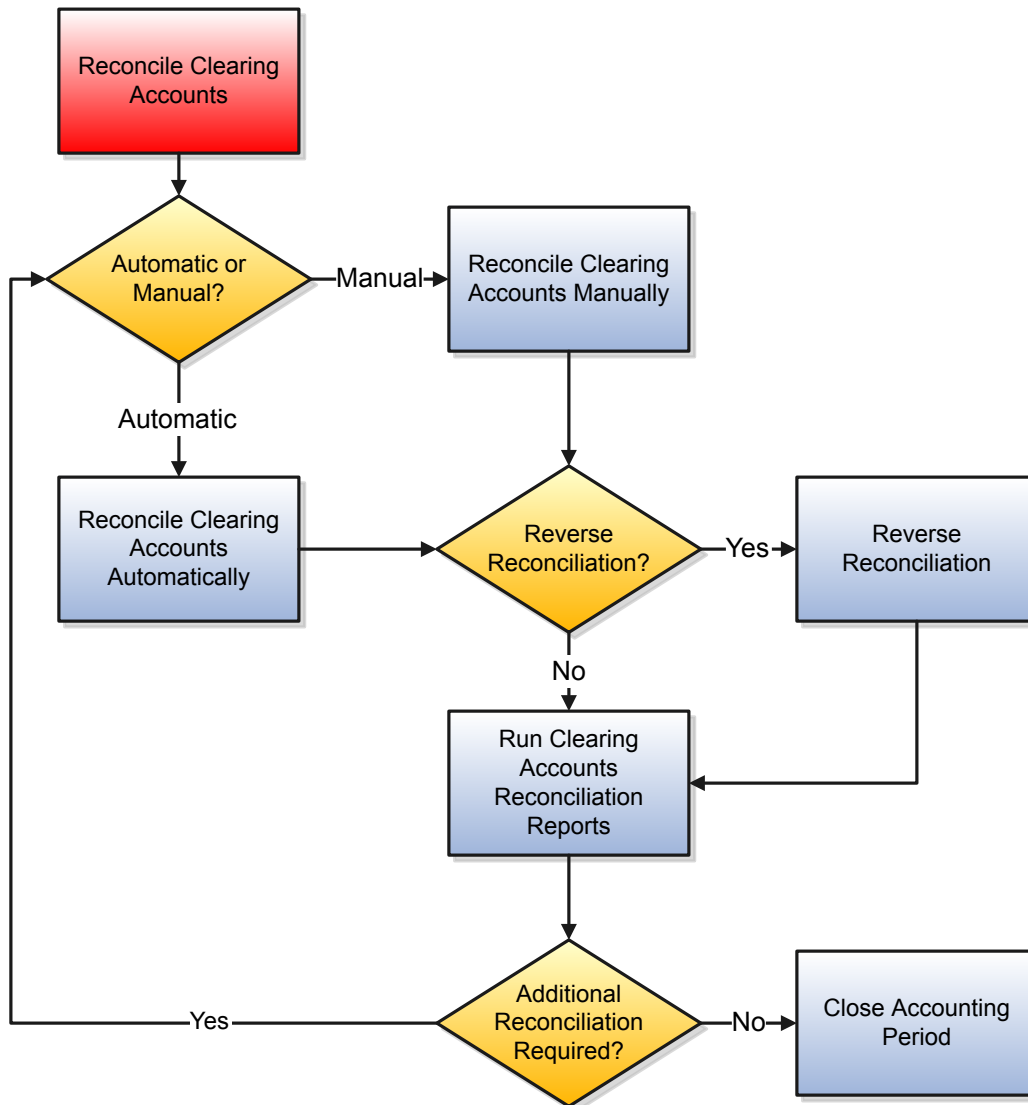 Reconcile Clearing
Accounts
Automatic or
Manual?
Manual
Reconcile Clearing
Accounts Manually
Automatic
Reconcile Clearing
Accounts
Automatically
Reverse
Reconciliation?
Yes
Reverse
Reconciliation
No
Run Clearing
Accounts
Reconciliation
Reports
Additional
Reconciliation
Required?
Yes
No
Close Accounting
Period